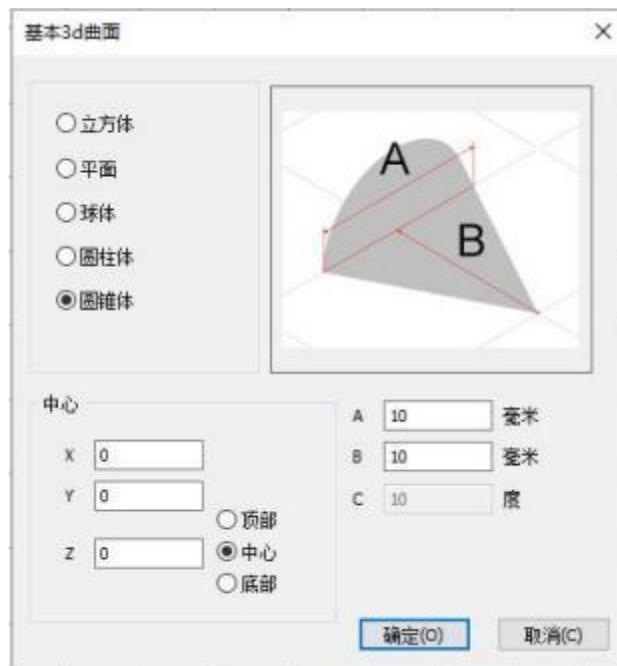 基本3d曲面
立方体
平面
球体
圆柱体
圆锥体
A
B
中心
X 0
Y 0
Z 0
顶部
中心
底部
A 10 毫米
B 10 毫米
C 10 度
确定(O)
取消(C)